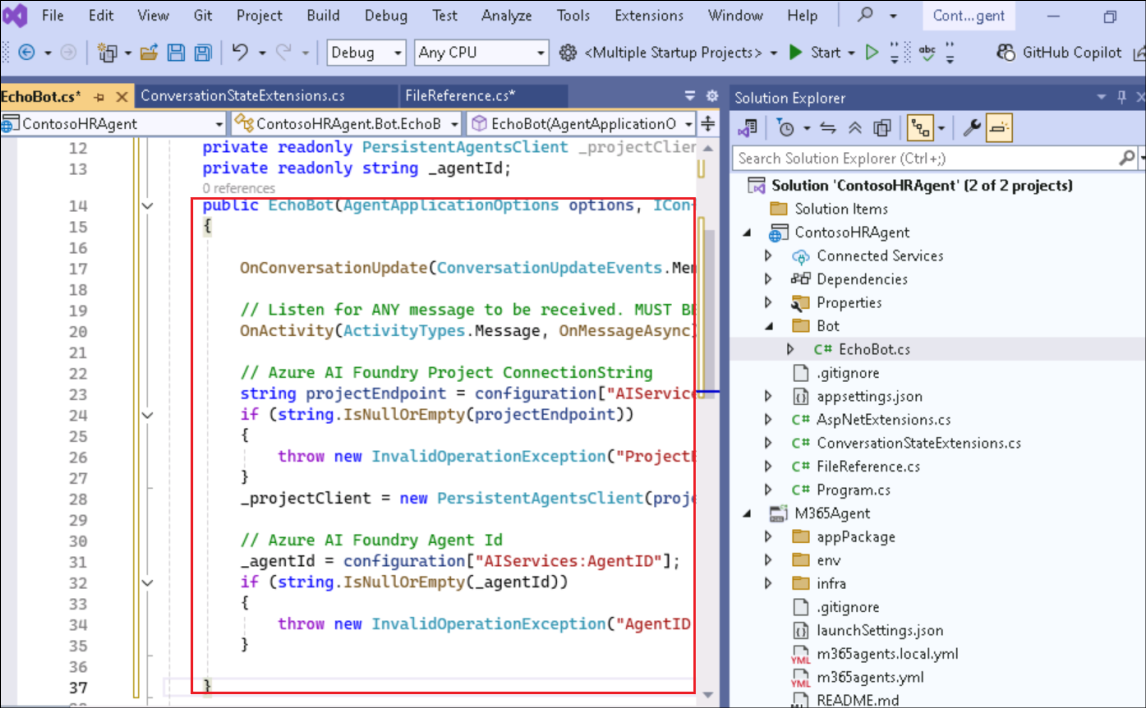 File Edit View Git Project Build Debug Test Analyze Tools Extensions Window Help Cont...gent
Debug Any CPU <Multiple Startup Projects> Start abc GitHub Copilot
EchoBot.cs* ConversationStateExtensions.cs FileReference.cs*
ContosoHRAgent ContosoHRAgent.Bot.EchoB EchoBot(AgentApplicationO
12 private readonly PersistentAgentsClient _projectClien
13 private readonly string _agentId;
0 references
14 public EchoBot(AgentApplicationOptions options, ICon
15 {
16
17 OnConversationUpdate(ConversationUpdateEvents.Mem
18
19 // Listen for ANY message to be received. MUST BE
20 OnActivity(ActivityTypes.Message, OnMessageAsync)
21
22 // Azure AI Foundry Project ConnectionString
23 string projectEndpoint = configuration["AIService
24 if (string.IsNullOrEmpty(projectEndpoint))
25 {
26 throw new InvalidOperationException("ProjectE
27 }
28 _projectClient = new PersistentAgentsClient(proje
29
30 // Azure AI Foundry Agent Id
31 _agentId = configuration["AIServices:AgentID"];
32 if (string.IsNullOrEmpty(_agentId))
33 {
34 throw new InvalidOperationException("AgentID
35 }
36
37 }
Solution Explorer
Search Solution Explorer (Ctrl+;)
Solution 'ContosoHRAgent' (2 of 2 projects)
Solution Items
ContosoHRAgent
Connected Services
Dependencies
Properties
Bot
C# EchoBot.cs
.gitignore
appsettings.json
C# AspNetExtensions.cs
C# ConversationStateExtensions.cs
C# FileReference.cs
C# Program.cs
M365Agent
appPackage
env
infra
.gitignore
launchSettings.json
YML m365agents.local.yml
YML m365agents.yml
README.md